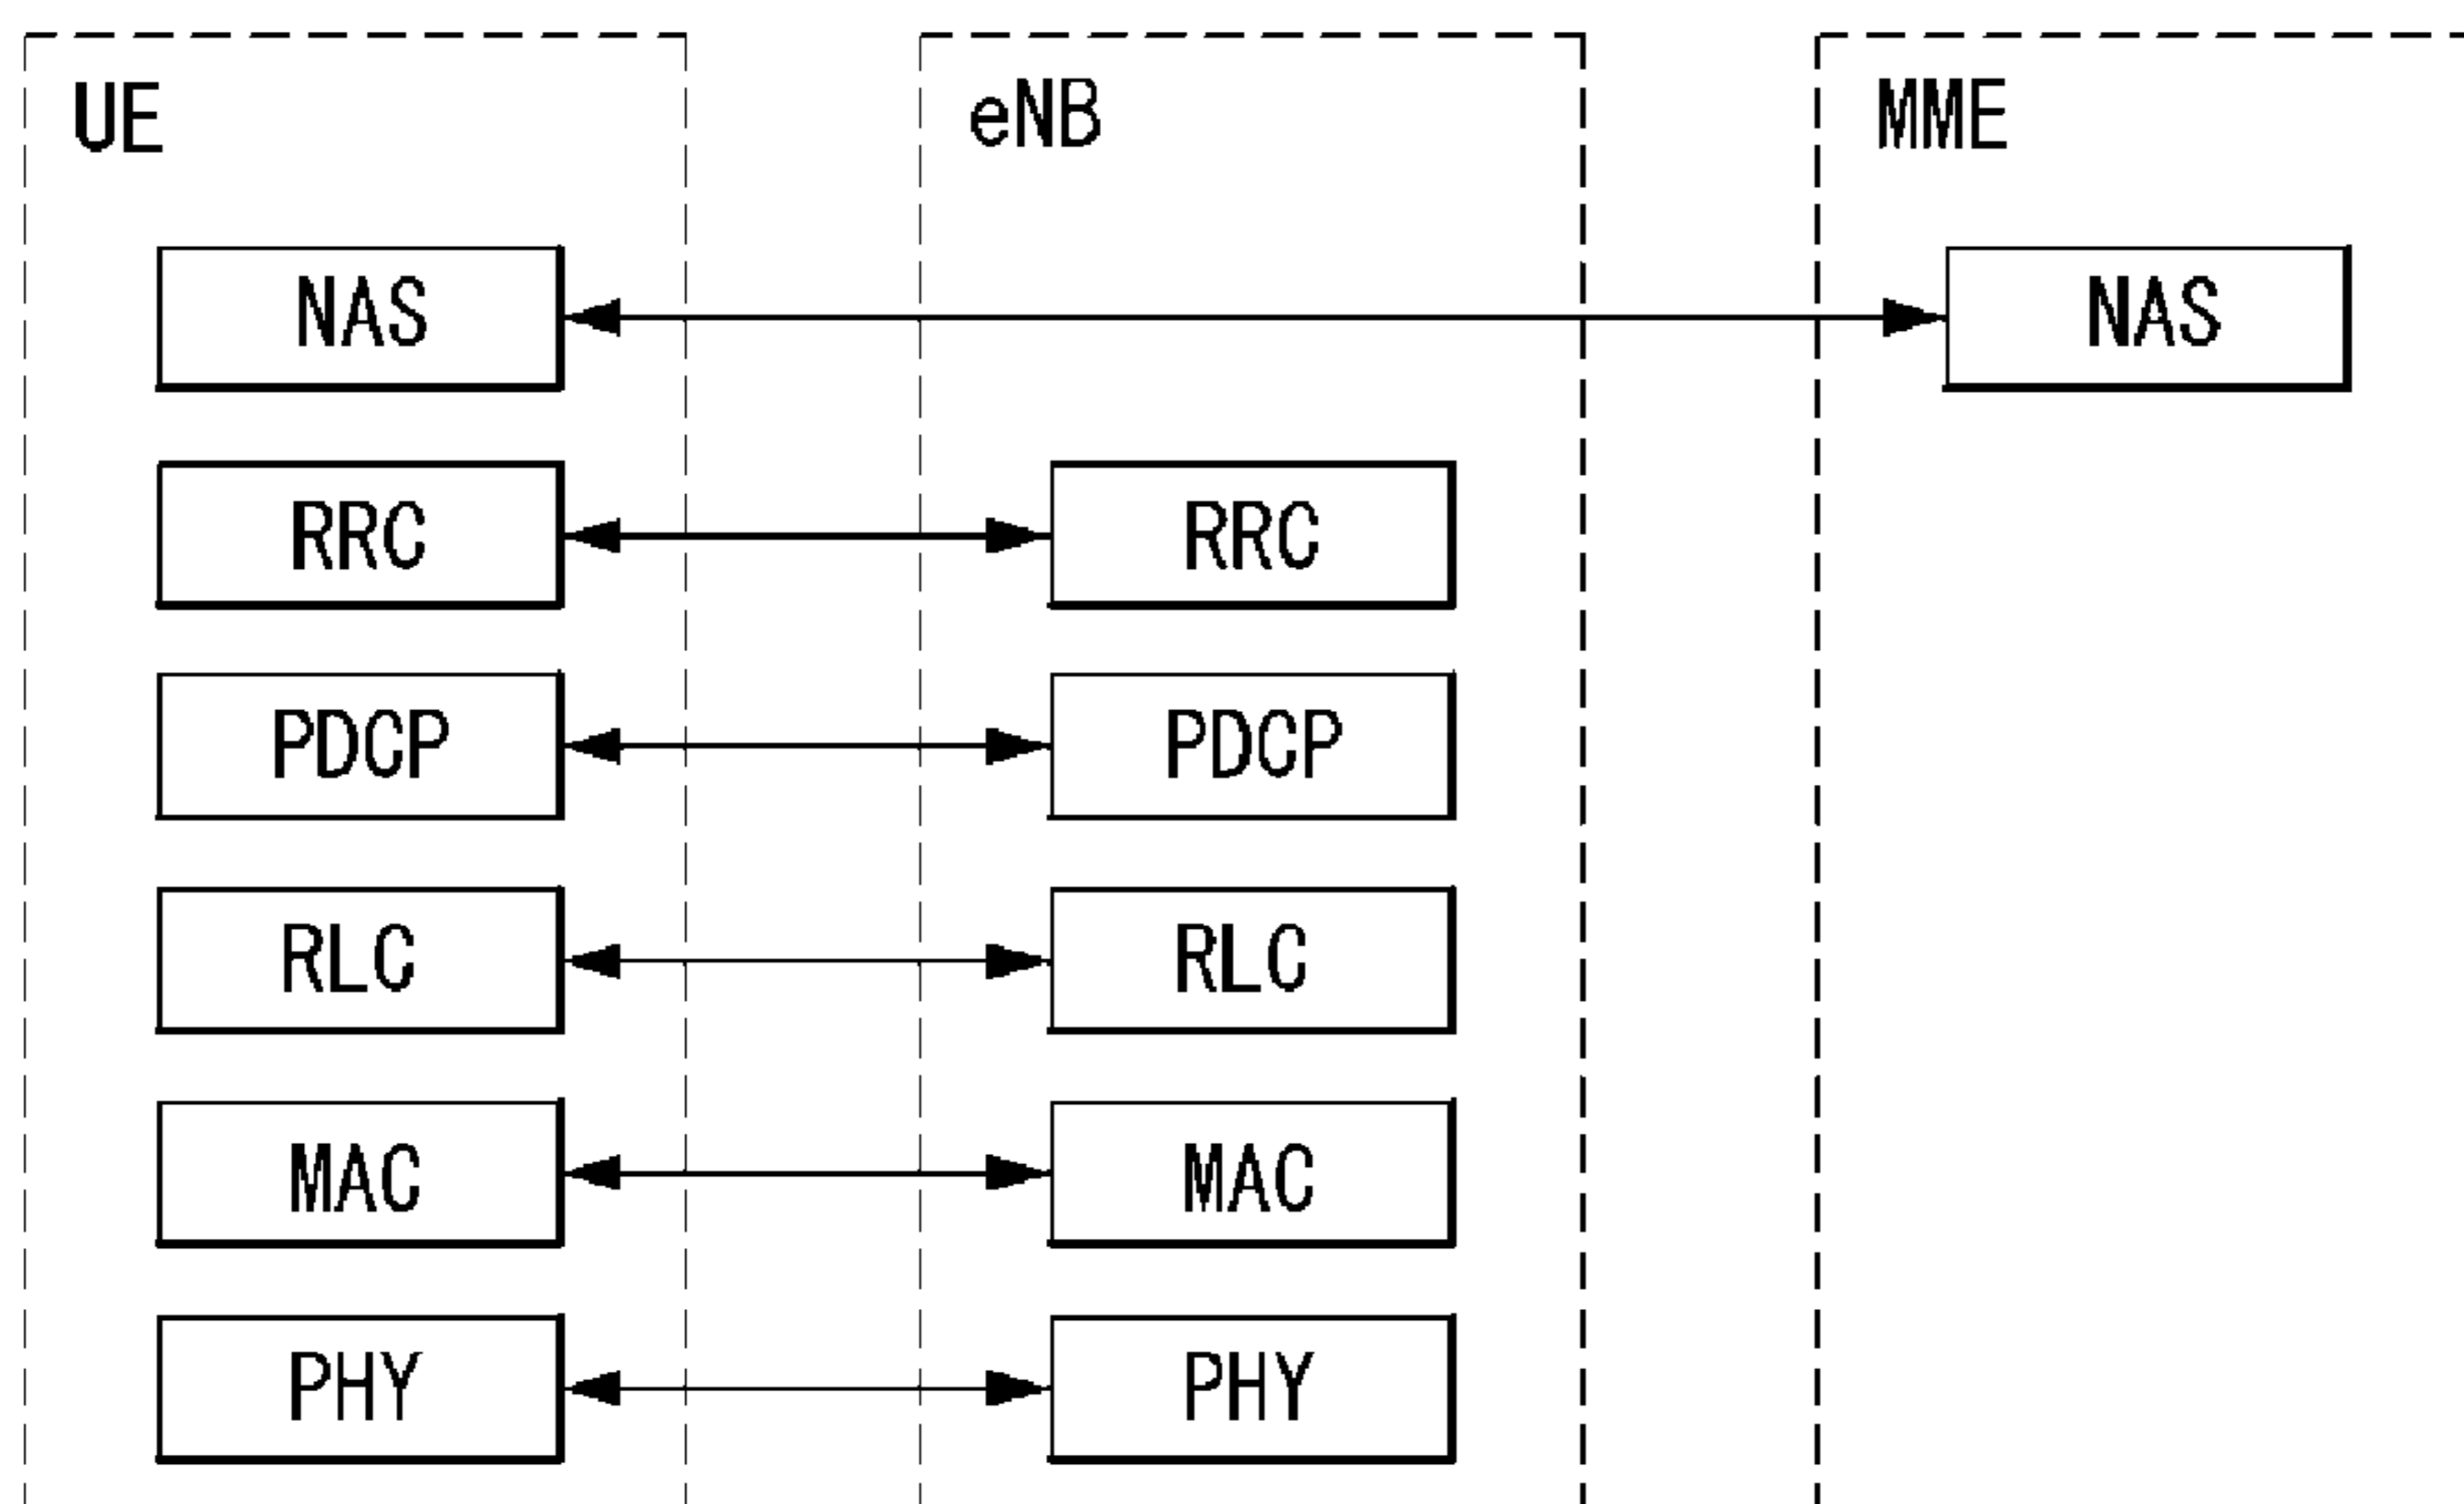 UE eNB MME
NAS NAS
RRC RRC
PDCP PDCP
RLC RLC
MAC MAC
PHY PHY